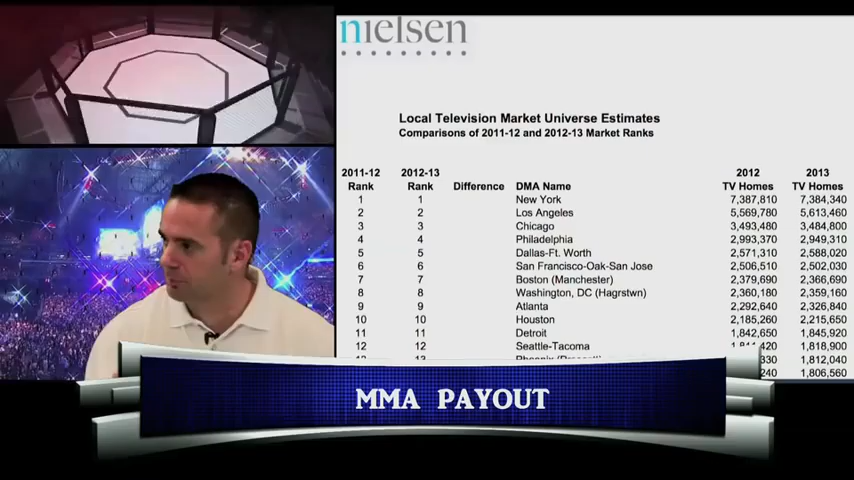 nielsen
Local Television Market Universe Estimates
Comparisons of 2011-12 and 2012-13 Market Ranks
2011-12 Rank 2012-13 Rank Difference DMA Name 2012 TV Homes 2013 TV Homes
1 1 New York 7,387,810 7,384,340
2 2 Los Angeles 5,569,780 5,613,460
3 3 Chicago 3,493,480 3,484,800
4 4 Philadelphia 2,993,370 2,949,310
5 5 Dallas-Ft. Worth 2,571,310 2,588,020
6 6 San Francisco-Oak-San Jose 2,506,510 2,502,030
7 7 Boston (Manchester) 2,379,690 2,366,690
8 8 Washington, DC (Hagrstwn) 2,360,180 2,359,160
9 9 Atlanta 2,292,640 2,326,840
10 10 Houston 2,185,260 2,215,650
11 11 Detroit 1,842,650 1,845,920
12 12 Seattle-Tacoma 1,818,900
13 Phoenix 330 1,812,040
240 1,806,560
MMA PAYOUT